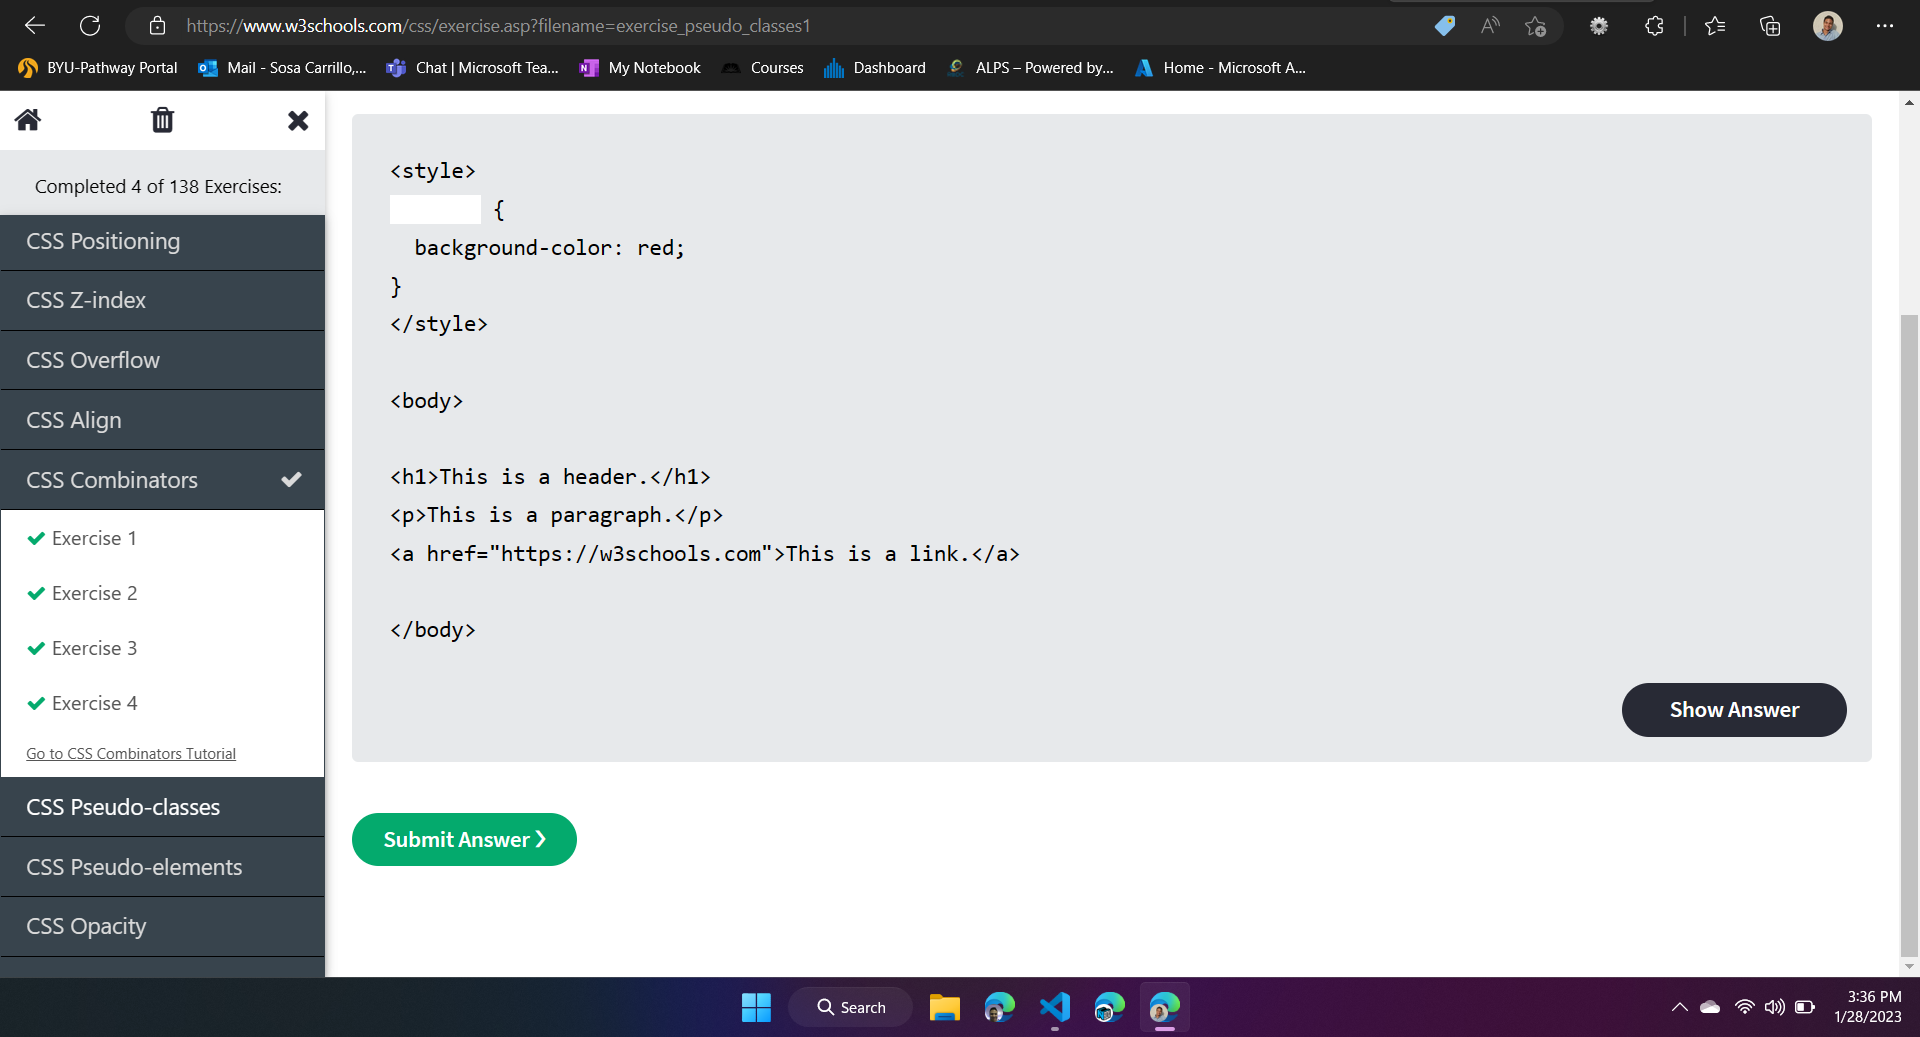 https://www.w3schools.com/css/exercise.asp?filename=exercise_pseudo_classes1
BYU-Pathway Portal
Mail - Sosa Carrillo,...
Chat | Microsoft Tea...
My Notebook
Courses
Dashboard
ALPS – Powered by...
Home - Microsoft A...
Completed 4 of 138 Exercises:
CSS Positioning
CSS Z-index
CSS Overflow
CSS Align
CSS Combinators
Exercise 1
Exercise 2
Exercise 3
Exercise 4
Go to CSS Combinators Tutorial
CSS Pseudo-classes
CSS Pseudo-elements
CSS Opacity
<style>
{
background-color: red;
}
</style>
<body>
<h1>This is a header.</h1>
<p>This is a paragraph.</p>
<a href="https://w3schools.com">This is a link.</a>
</body>
Show Answer
Submit Answer ❯
Search
3:36 PM
1/28/2023